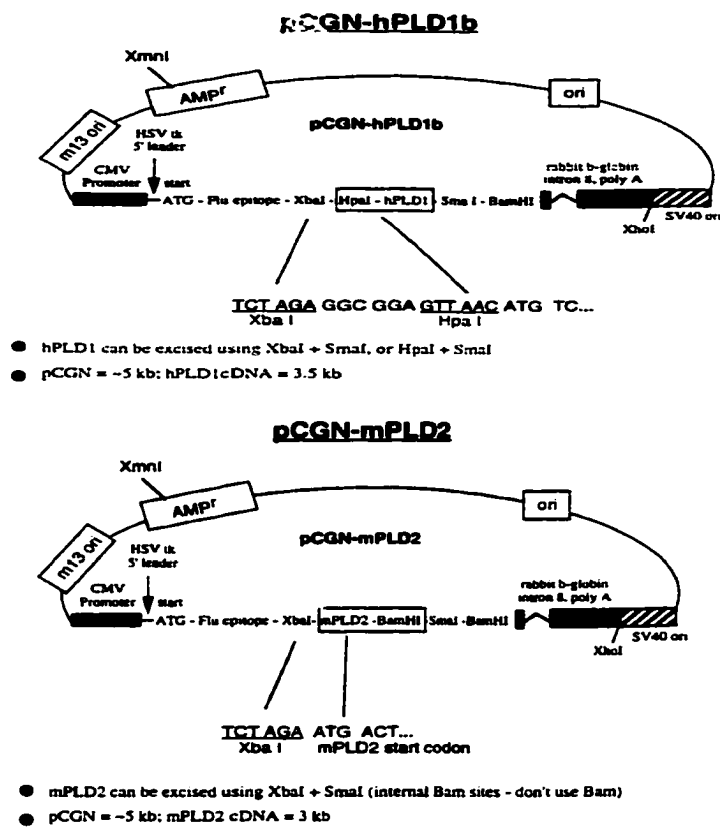 pCGN-hPLD1b
XmnI
AMPr
ori
m13 ori
HSV tk
5' leader
pCGN-hPLD1b
CMV
Promoter
start
rabbit b-globin
intron &, poly A
ATG - Flu epitope - XbaI - HpaI - hPLD1 - Sma I - BamHI
XhoI
SV40 ori
TCT AGA GGC GGA GTT AAC ATG TC...
Xba I
Hpa I
● hPLD1 can be excised using XbaI + SmaI, or HpaI + SmaI
● pCGN = ~5 kb; hPLD1cDNA = 3.5 kb
pCGN-mPLD2
XmnI
AMPr
ori
m13 ori
HSV tk
5' leader
pCGN-mPLD2
CMV
Promoter
start
rabbit b-globin
intron &, poly A
ATG - Flu epitope - XbaI- mPLD2 -BamHI -SmaI -BamHI
XhoI
SV40 ori
TCT AGA ATG ACT...
Xba I
mPLD2 start codon
● mPLD2 can be excised using XbaI + SmaI (internal Bam sites - don't use Bam)
● pCGN = ~5 kb; mPLD2 cDNA = 3 kb